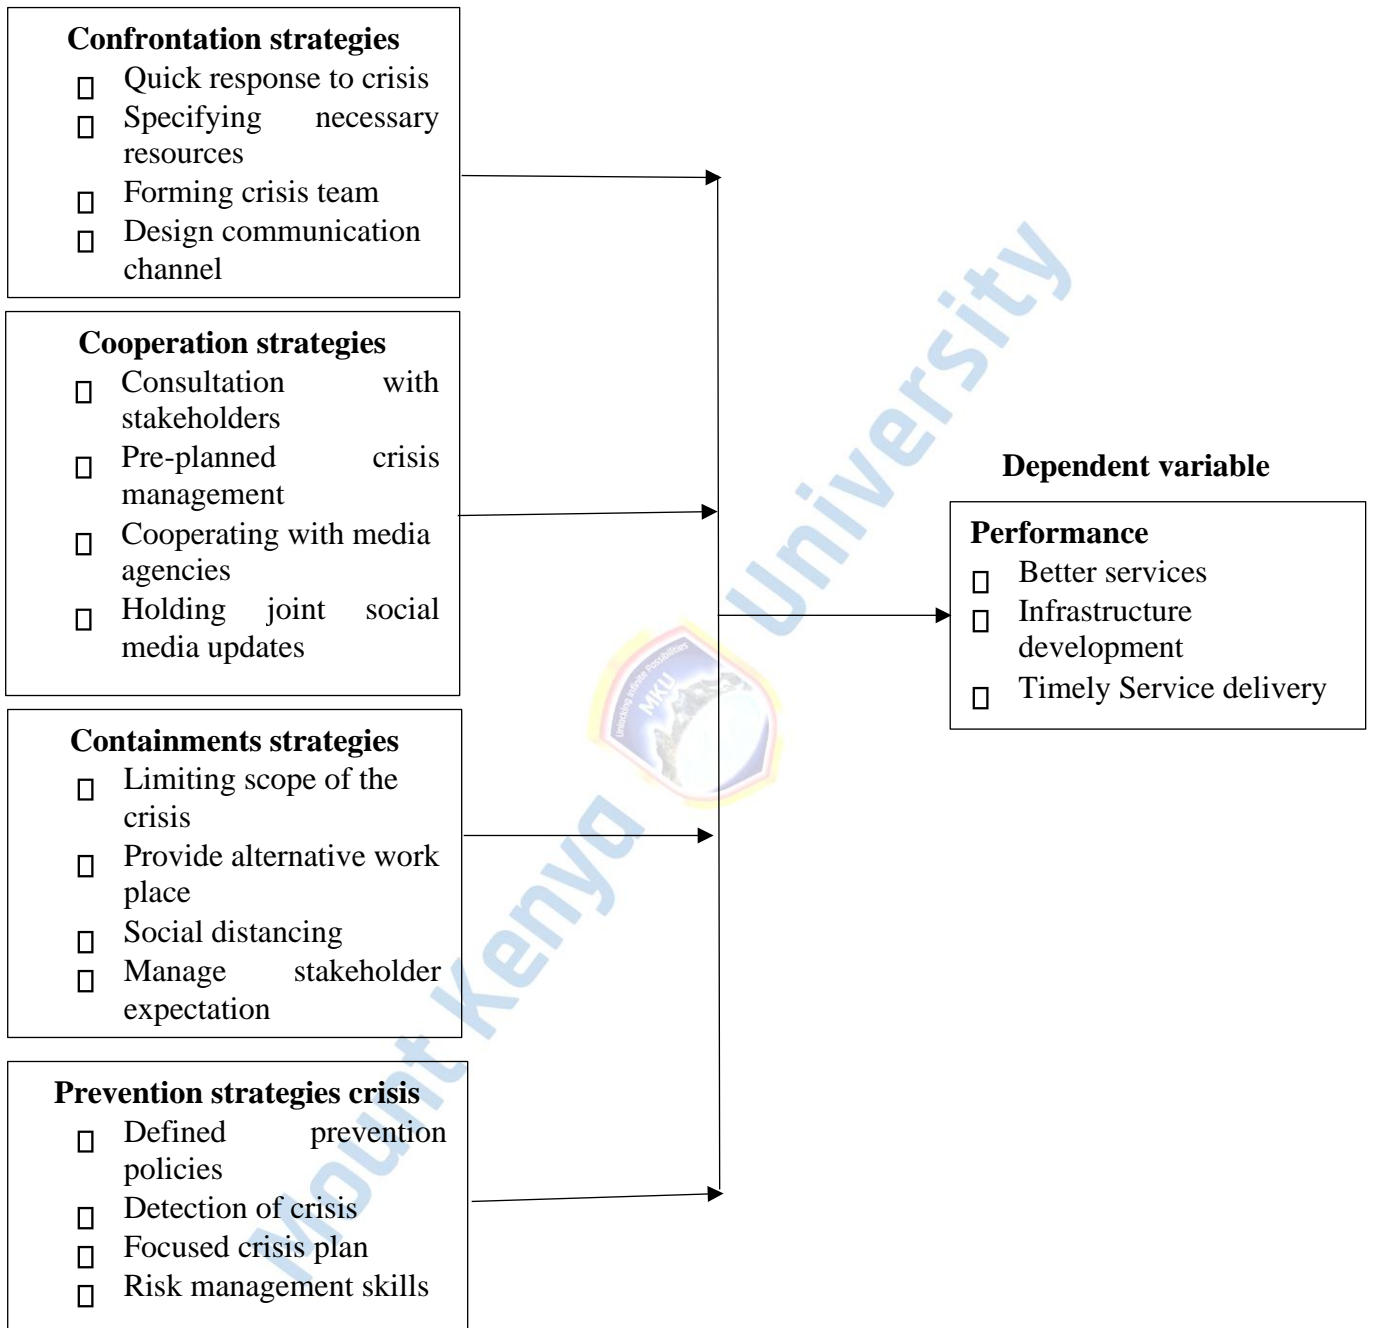 Confrontation strategies
Quick response to crisis
Specifying necessary
resources
Forming crisis team
Design communication
channel
Cooperation strategies
Consultation with
stakeholders
Pre-planned crisis
management
Cooperating with media
agencies
Holding joint social
media updates
Containments strategies
Limiting scope of the
crisis
Provide alternative work
place
Social distancing
Manage stakeholder
expectation
Prevention strategies crisis
Defined prevention
policies
Detection of crisis
Focused crisis plan
Risk management skills
Dependent variable
Performance
Better services
Infrastructure
development
Timely Service delivery
Mount Kenya University
Unlocking Infinite Possibilities
MKU